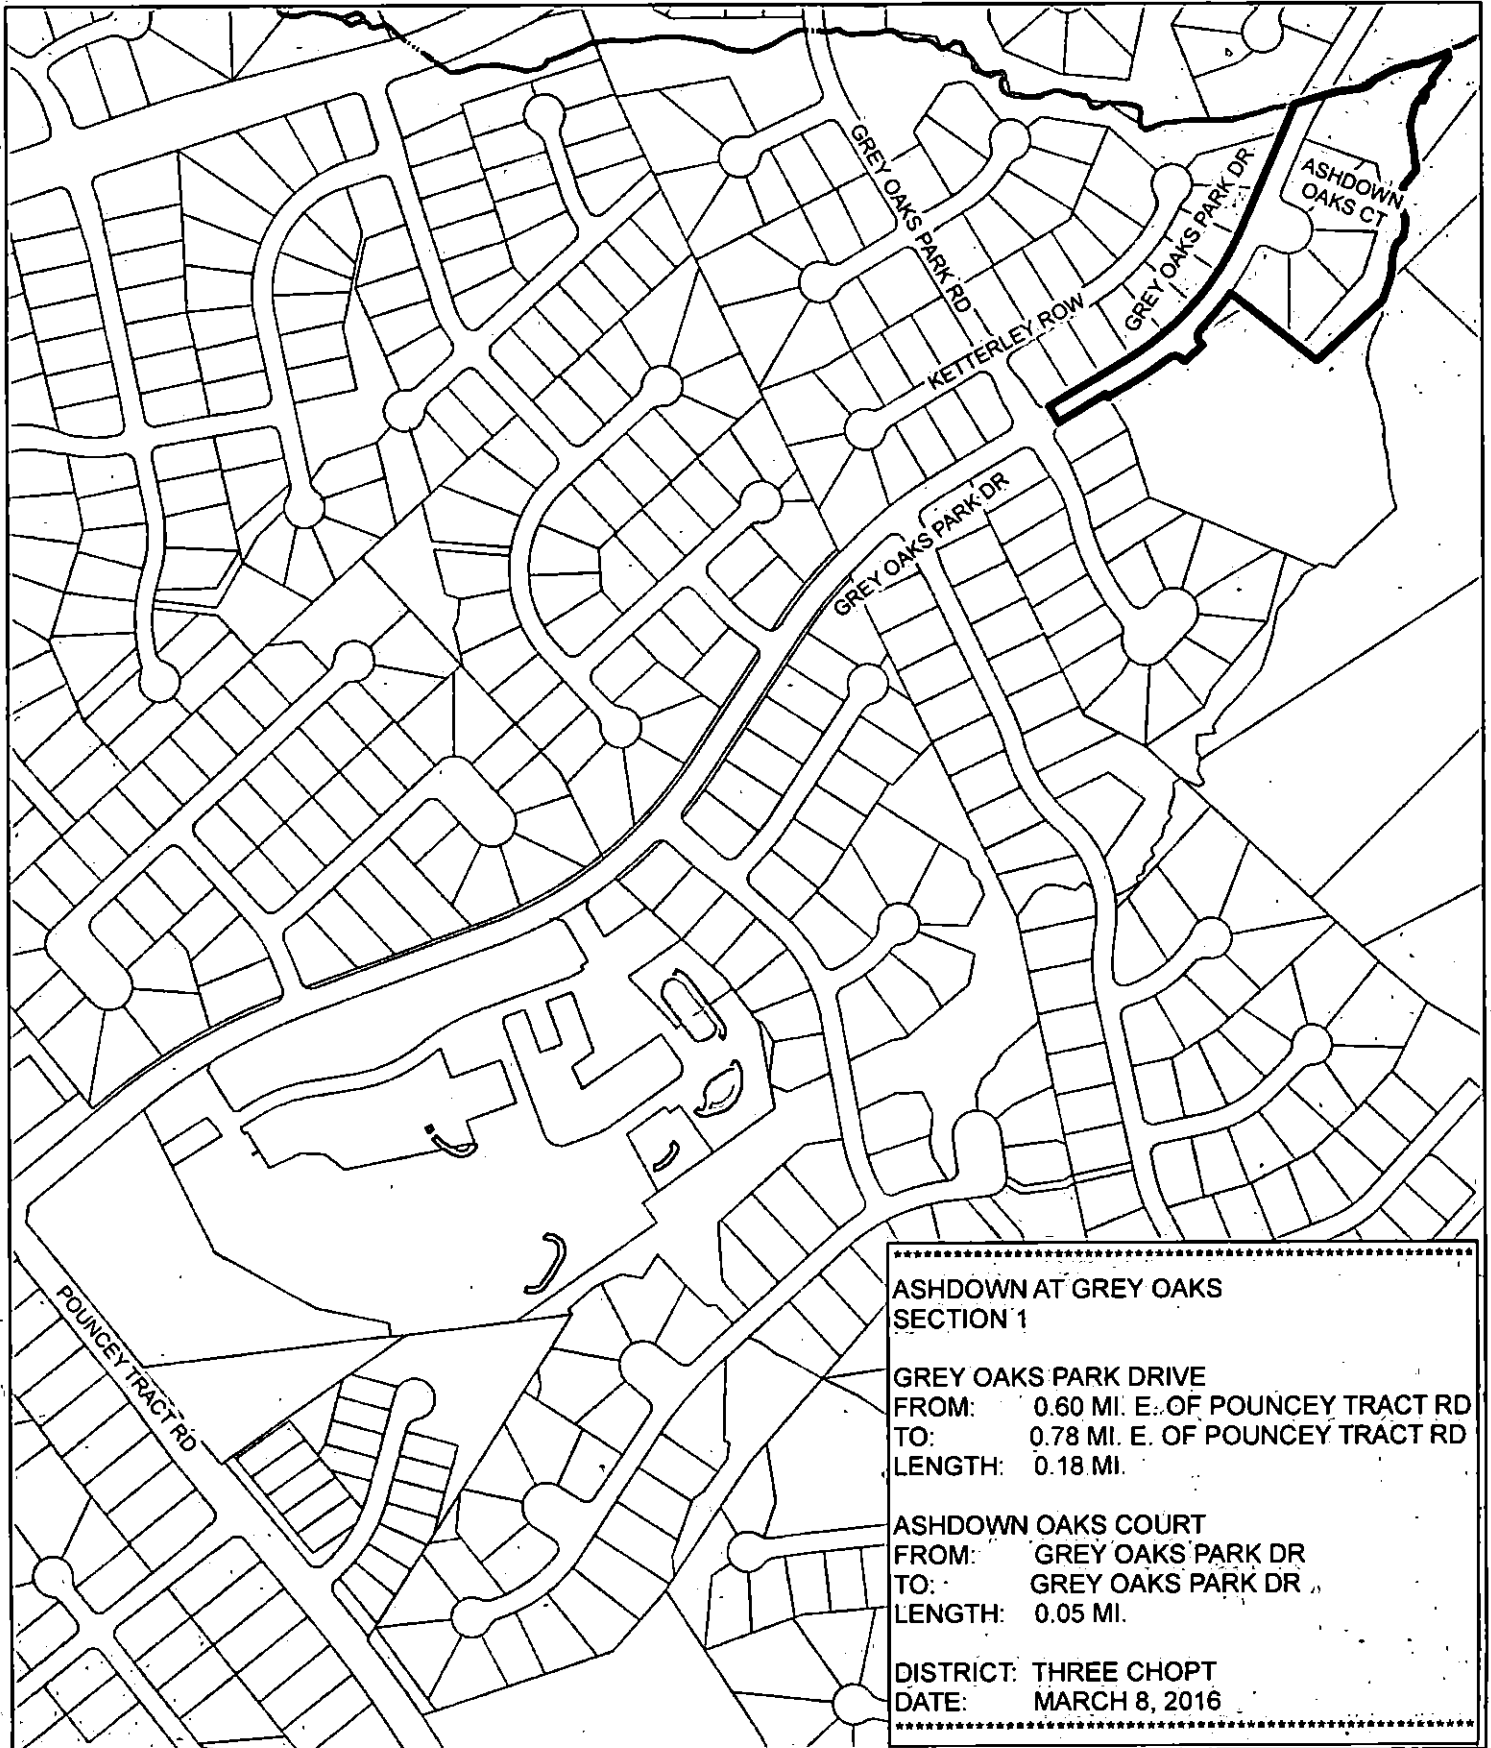 GREY OAKS PARK RD
GREY OAKS PARK DR
ASHDOWN
OAKS CT
KETTERLEY ROW
GREY OAKS PARK DR
POUNCEY TRACT RD
ASHDOWN AT GREY OAKS
SECTION 1
GREY OAKS PARK DRIVE
FROM: 0.60 MI. E. OF POUNCEY TRACT RD
TO: 0.78 MI. E. OF POUNCEY TRACT RD
LENGTH: 0.18 MI.
ASHDOWN OAKS COURT
FROM: GREY OAKS PARK DR
TO: GREY OAKS PARK DR
LENGTH: 0.05 MI.
DISTRICT: THREE CHOPT
DATE: MARCH 8, 2016